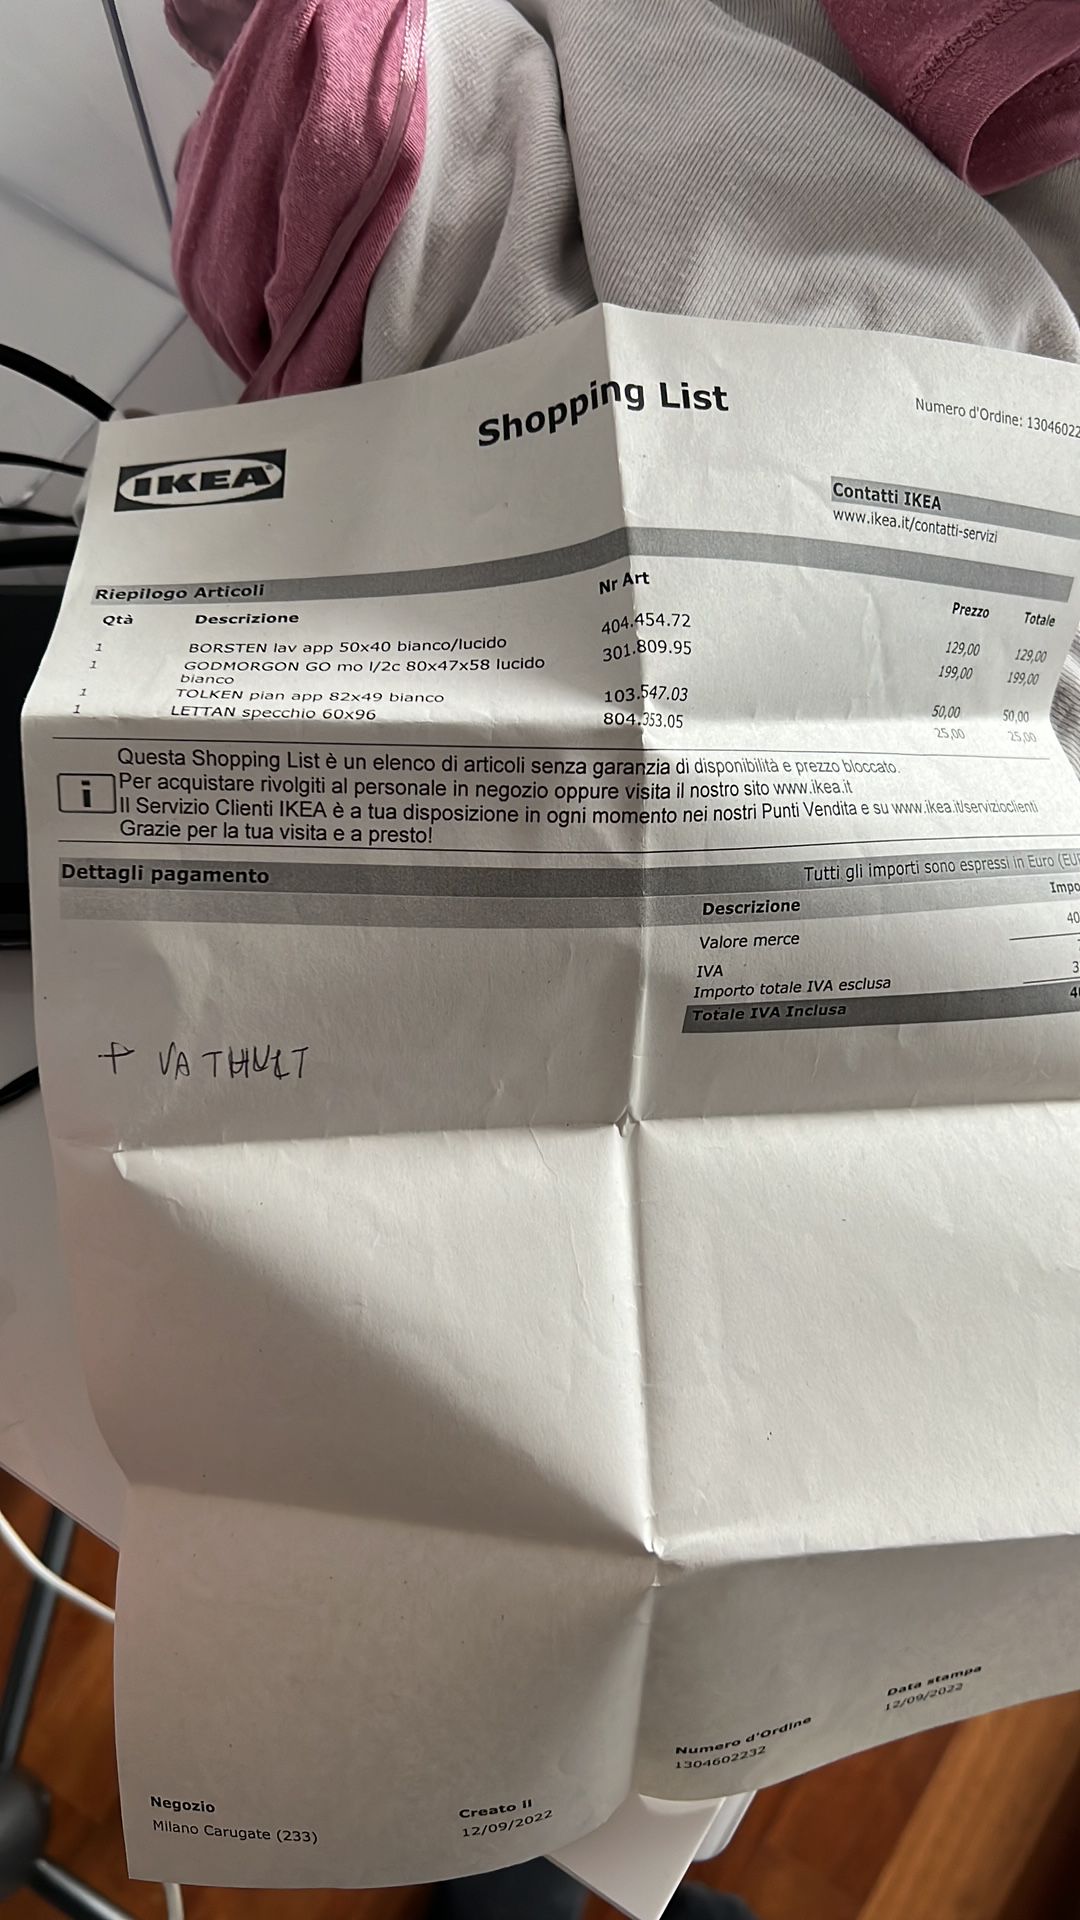 Shopping List
Numero d'Ordine: 13046022
IKEA
Contatti IKEA
www.ikea.it/contatti-servizi
Riepilogo Articoli
Qtà Descrizione Nr Art Prezzo Totale
1 BORSTEN lav app 50x40 bianco/lucido 404.454.72 129,00 129,00
1 GODMORGON GO mo l/2c 80x47x58 lucido 301.809.95 199,00 199,00
bianco
1 TOLKEN pian app 82x49 bianco 103.547.03 50,00 50,00
1 LETTAN specchio 60x96 804.353.05 25,00 25,00
Questa Shopping List è un elenco di articoli senza garanzia di disponibilità e prezzo bloccato.
Per acquistare rivolgiti al personale in negozio oppure visita il nostro sito www.ikea.it
Il Servizio Clienti IKEA è a tua disposizione in ogni momento nei nostri Punti Vendita e su www.ikea.it/servizioclienti
Grazie per la tua visita e a presto!
Dettagli pagamento
Tutti gli importi sono espressi in Euro (EU
Descrizione Impo
Valore merce 40
IVA
Importo totale IVA esclusa 3
Totale IVA Inclusa 4
+ VATHULT
Data stampa
12/09/2022
Numero d'Ordine
1304602232
Creato il
12/09/2022
Negozio
Milano Carugate (233)